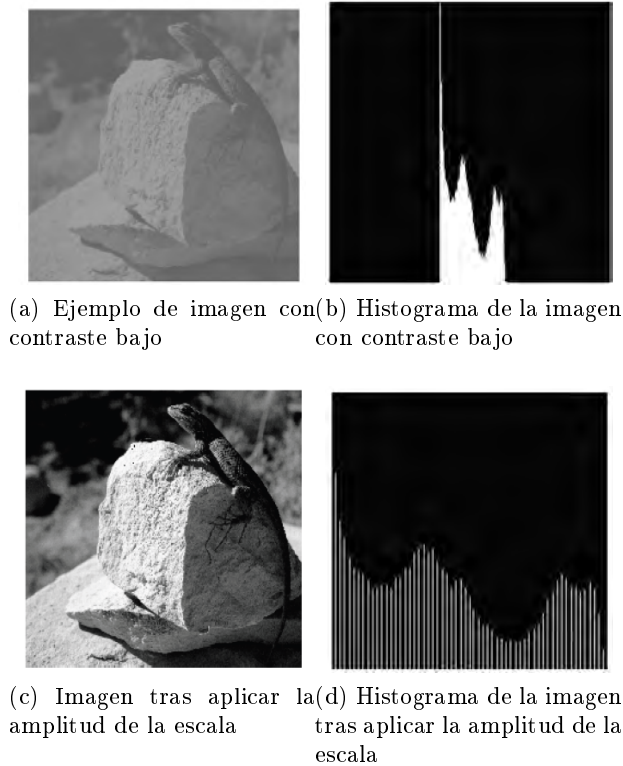 (a) Ejemplo de imagen con
contraste bajo
(b) Histograma de la imagen
con contraste bajo
(c) Imagen tras aplicar la
amplitud de la escala
(d) Histograma de la imagen
tras aplicar la amplitud de la
escala